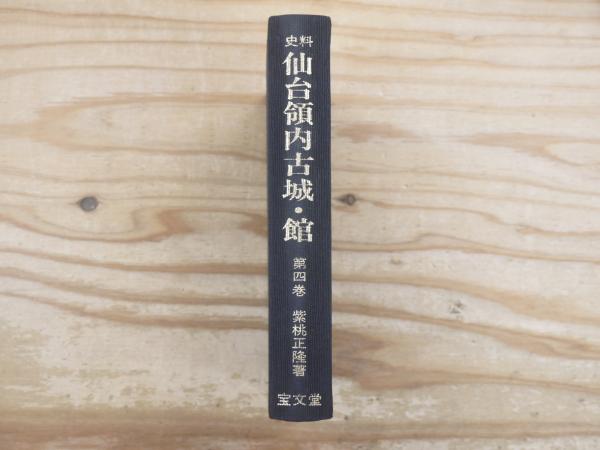 史料
仙台領内古城・館
第四巻
紫桃正隆著
宝文堂